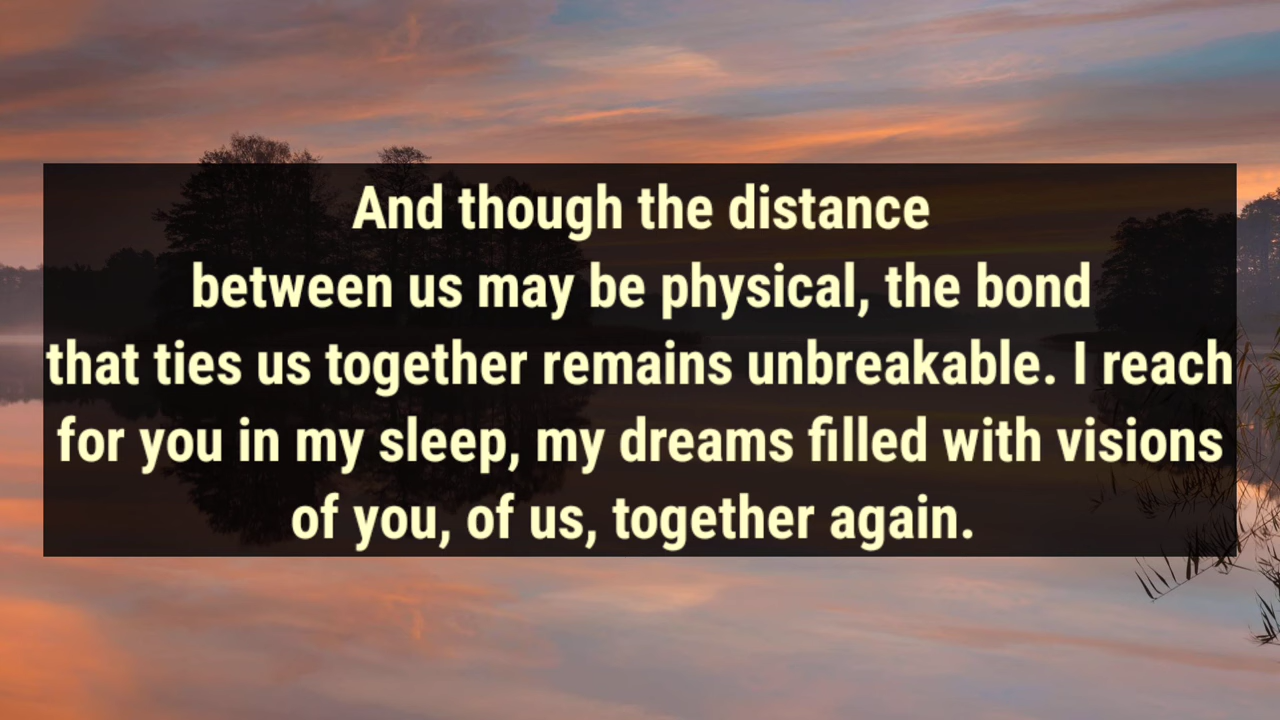 And though the distance
between us may be physical, the bond
that ties us together remains unbreakable. I reach
for you in my sleep, my dreams filled with visions
of you, of us, together again.